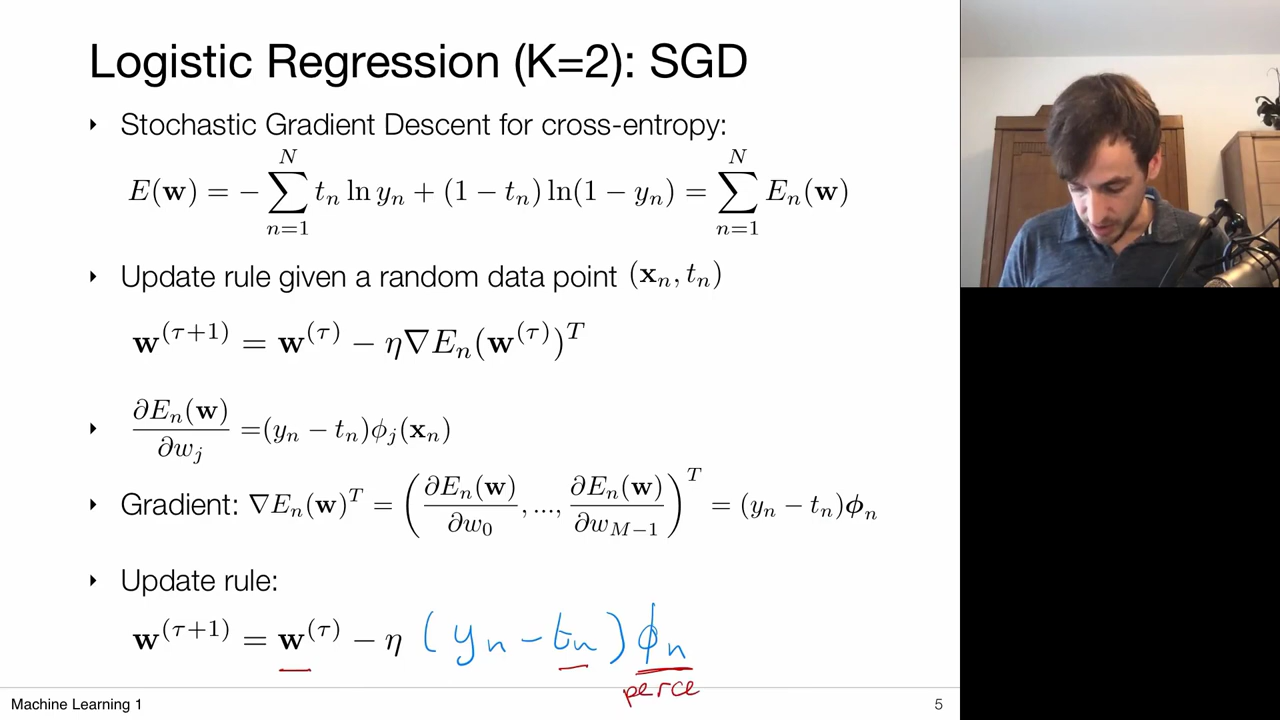 Logistic Regression (K=2): SGD
‣ Stochastic Gradient Descent for cross-entropy:
E(w) = − ∑_{n=1}^{N} t_n ln y_n + (1 − t_n) ln(1 − y_n) = ∑_{n=1}^{N} E_n(w)
‣ Update rule given a random data point (x_n, t_n)
w^{(τ+1)} = w^{(τ)} − η∇E_n(w^{(τ)})^T
‣ ∂E_n(w)/∂w_j =(y_n − t_n)ϕ_j(x_n)
‣ Gradient: ∇E_n(w)^T = (∂E_n(w)/∂w_0, ..., ∂E_n(w)/∂w_{M−1})^T = (y_n − t_n)ϕ_n
‣ Update rule:
w^{(τ+1)} = w^{(τ)} − η (y_n − t_n) ϕ_n
perce
Machine Learning 1
5